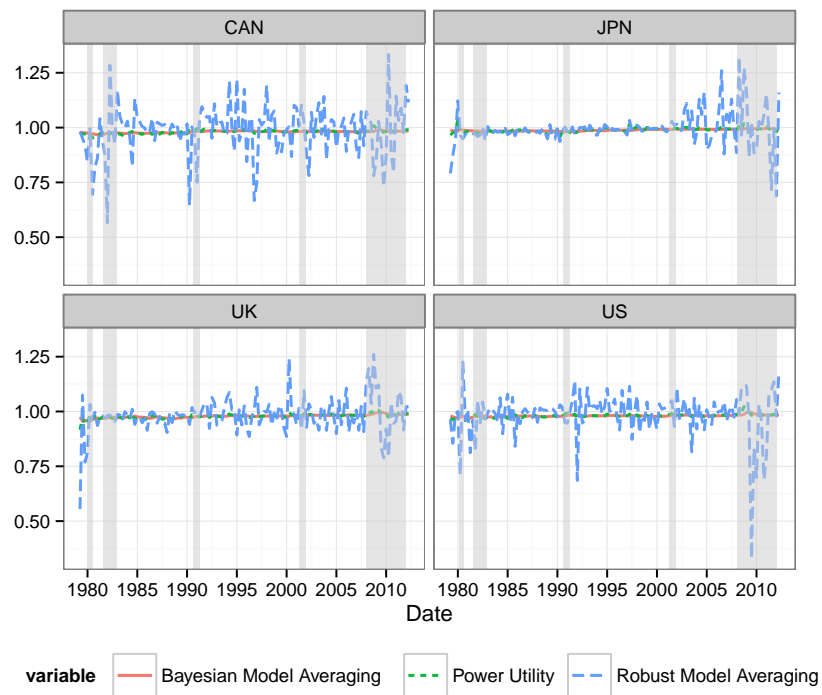 CAN JPN
1.25
1.00
0.75
0.50
UK US
1.25
1.00
0.75
0.50
1980 1985 1990 1995 2000 2005 2010 1980 1985 1990 1995 2000 2005 2010
Date
variable Bayesian Model Averaging Power Utility Robust Model Averaging